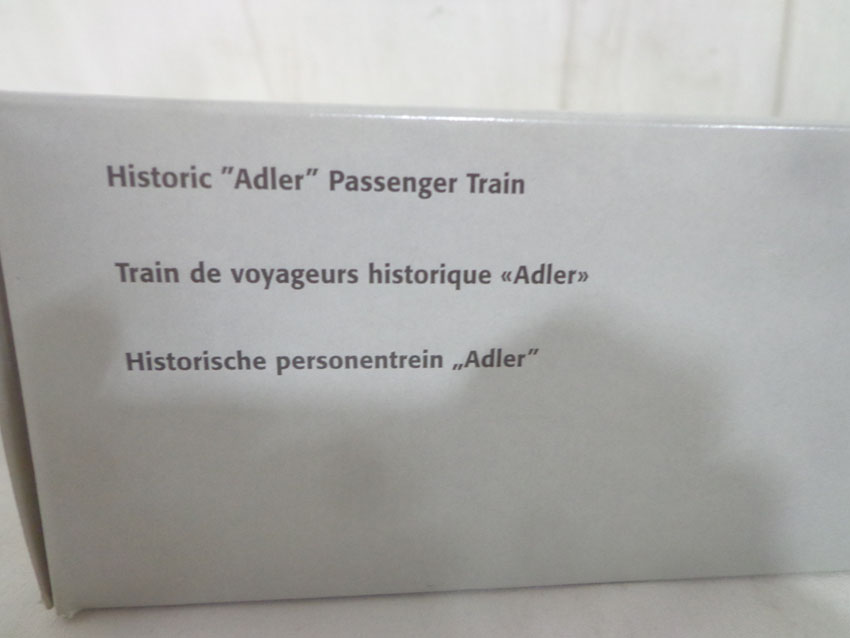 Historic ”Adler” Passenger Train
Train de voyageurs historique «Adler»
Historische personentrein „Adler”